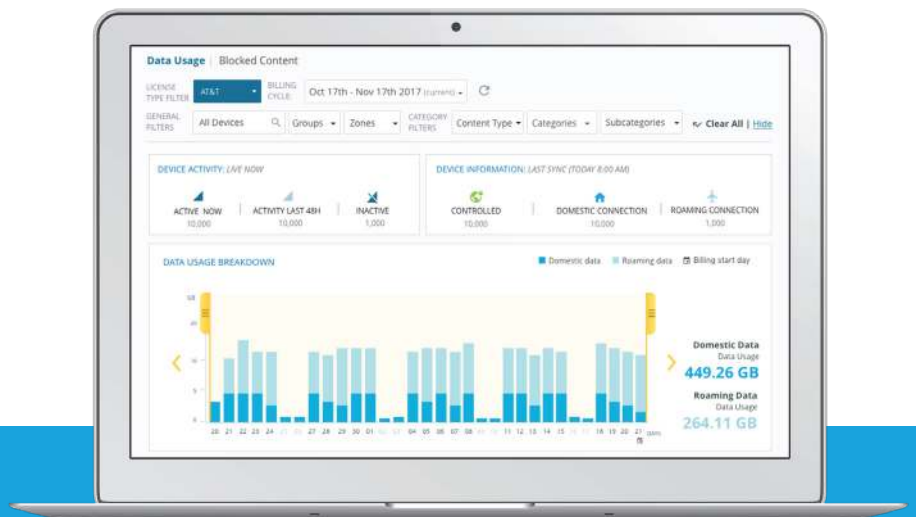 Data Usage | Blocked Content
LICENSE TYPE FILTER AT&T BILLING CYCLE: Oct 17th - Nov 17th 2017 (current)
GENERAL FILTERS All Devices Groups Zones CATEGORY FILTERS Content Type Categories Subcategories Clear All | Hide
DEVICE ACTIVITY: LIVE NOW DEVICE INFORMATION: LAST SYNC (TODAY 8:00 AM)
ACTIVE NOW ACTIVITY LAST 48H INACTIVE CONTROLLED DOMESTIC CONNECTION ROAMING CONNECTION
10,000 10,000 1,000 10,000 10,000 1,000
DATA USAGE BREAKDOWN Domestic data Roaming data Billing start day
GB
Domestic Data
Data Usage
449.26 GB
Roaming Data
Data Usage
264.11 GB
20 21 22 23 24 27 28 29 30 01 04 05 06 07 08 11 12 13 14 15 18 19 20 21